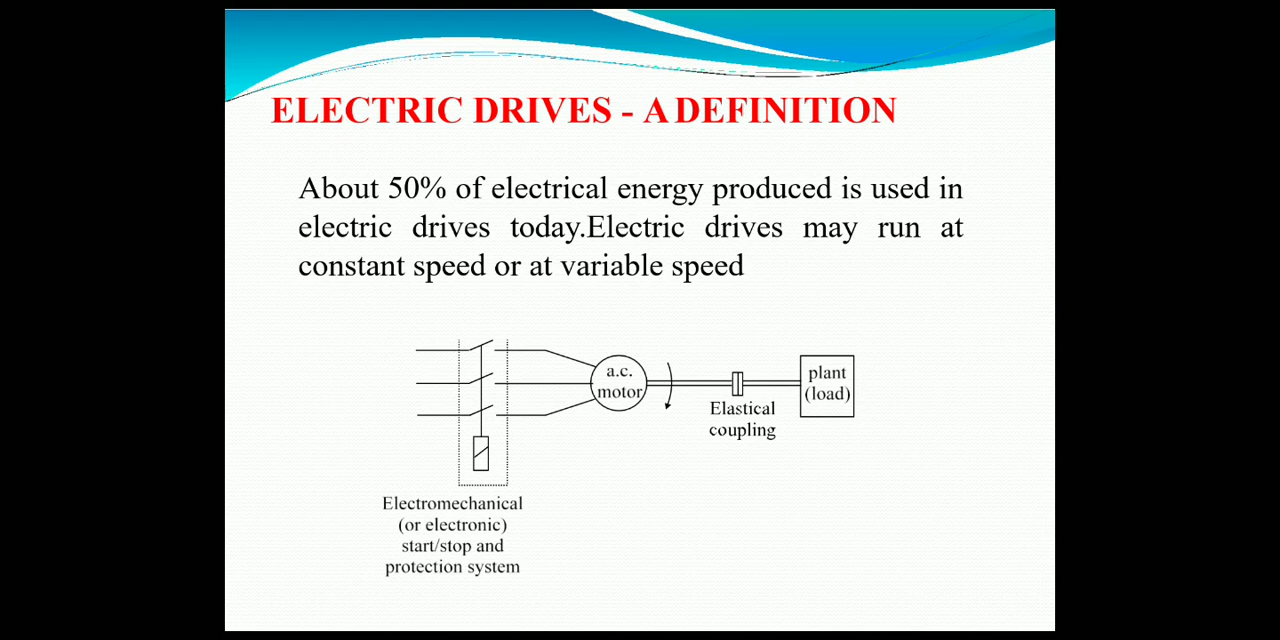 ELECTRIC DRIVES - A DEFINITION
About 50% of electrical energy produced is used in
electric drives today.Electric drives may run at
constant speed or at variable speed
a.c.
motor
plant
(load)
Elastical
coupling
Electromechanical
(or electronic)
start/stop and
protection system